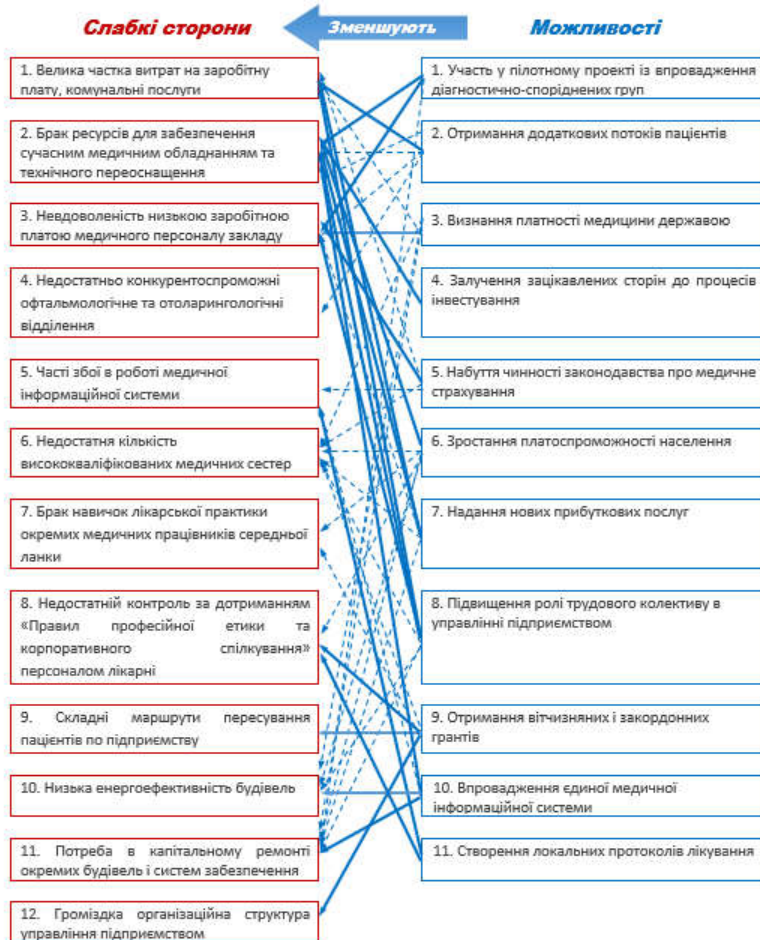 Слабкі сторони
Зменшують
Можливості
1. Велика частка витрат на заробітну
плату, комунальні послуги
2. Брак ресурсів для забезпечення
сучасним медичним обладнанням та
технічного переоснащення
3. Невдоволеність низькою заробітною
платою медичного персоналу закладу
4. Недостатньо конкурентоспроможні
офтальмологічне та отоларингологічні
відділення
5. Часті збої в роботі медичної
інформаційної системи
6. Недостатня кількість
висококваліфікованих медичних сестер
7. Брак навичок лікарської практики
окремих медичних працівників середньої
ланки
8. Недостатній контроль за дотриманням
«Правил професійної етики та
корпоративного спілкування»
персоналом лікарні
9. Складні маршрути пересування
пацієнтів по підприємству
10. Низька енергоефективність будівель
11. Потреба в капітальному ремонті
окремих будівель і систем забезпечення
12. Громіздка організаційна структура
управління підприємством
1. Участь у пілотному проекті із впровадження
діагностично-споріднених груп
2. Отримання додаткових потоків пацієнтів
3. Визнання платності медицини державою
4. Залучення зацікавлених сторін до процесів
інвестування
5. Набуття чинності законодавства про медичне
страхування
6. Зростання платоспроможності населення
7. Надання нових прибуткових послуг
8. Підвищення ролі трудового колективу в
управлінні підприємством
9. Отримання вітчизняних і закордонних
грантів
10. Впровадження єдиної медичної
інформаційної системи
11. Створення локальних протоколів лікування